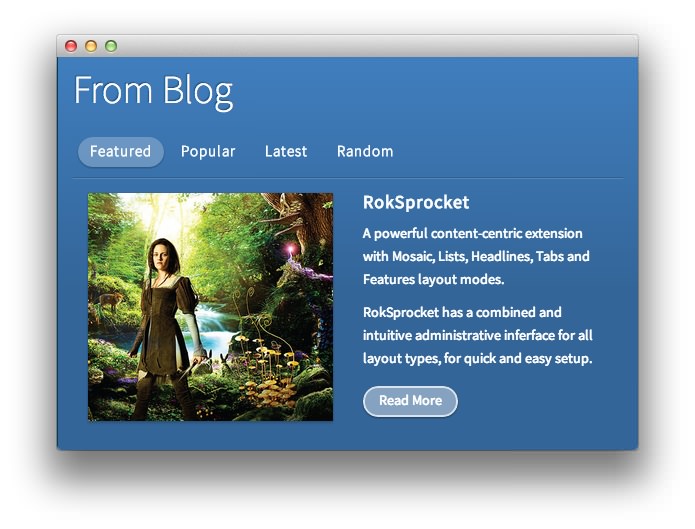 From Blog
Featured Popular Latest Random
RokSprocket
A powerful content-centric extension
with Mosaic, Lists, Headlines, Tabs and
Features layout modes.
RokSprocket has a combined and
intuitive administrative inferface for all
layout types, for quick and easy setup.
Read More